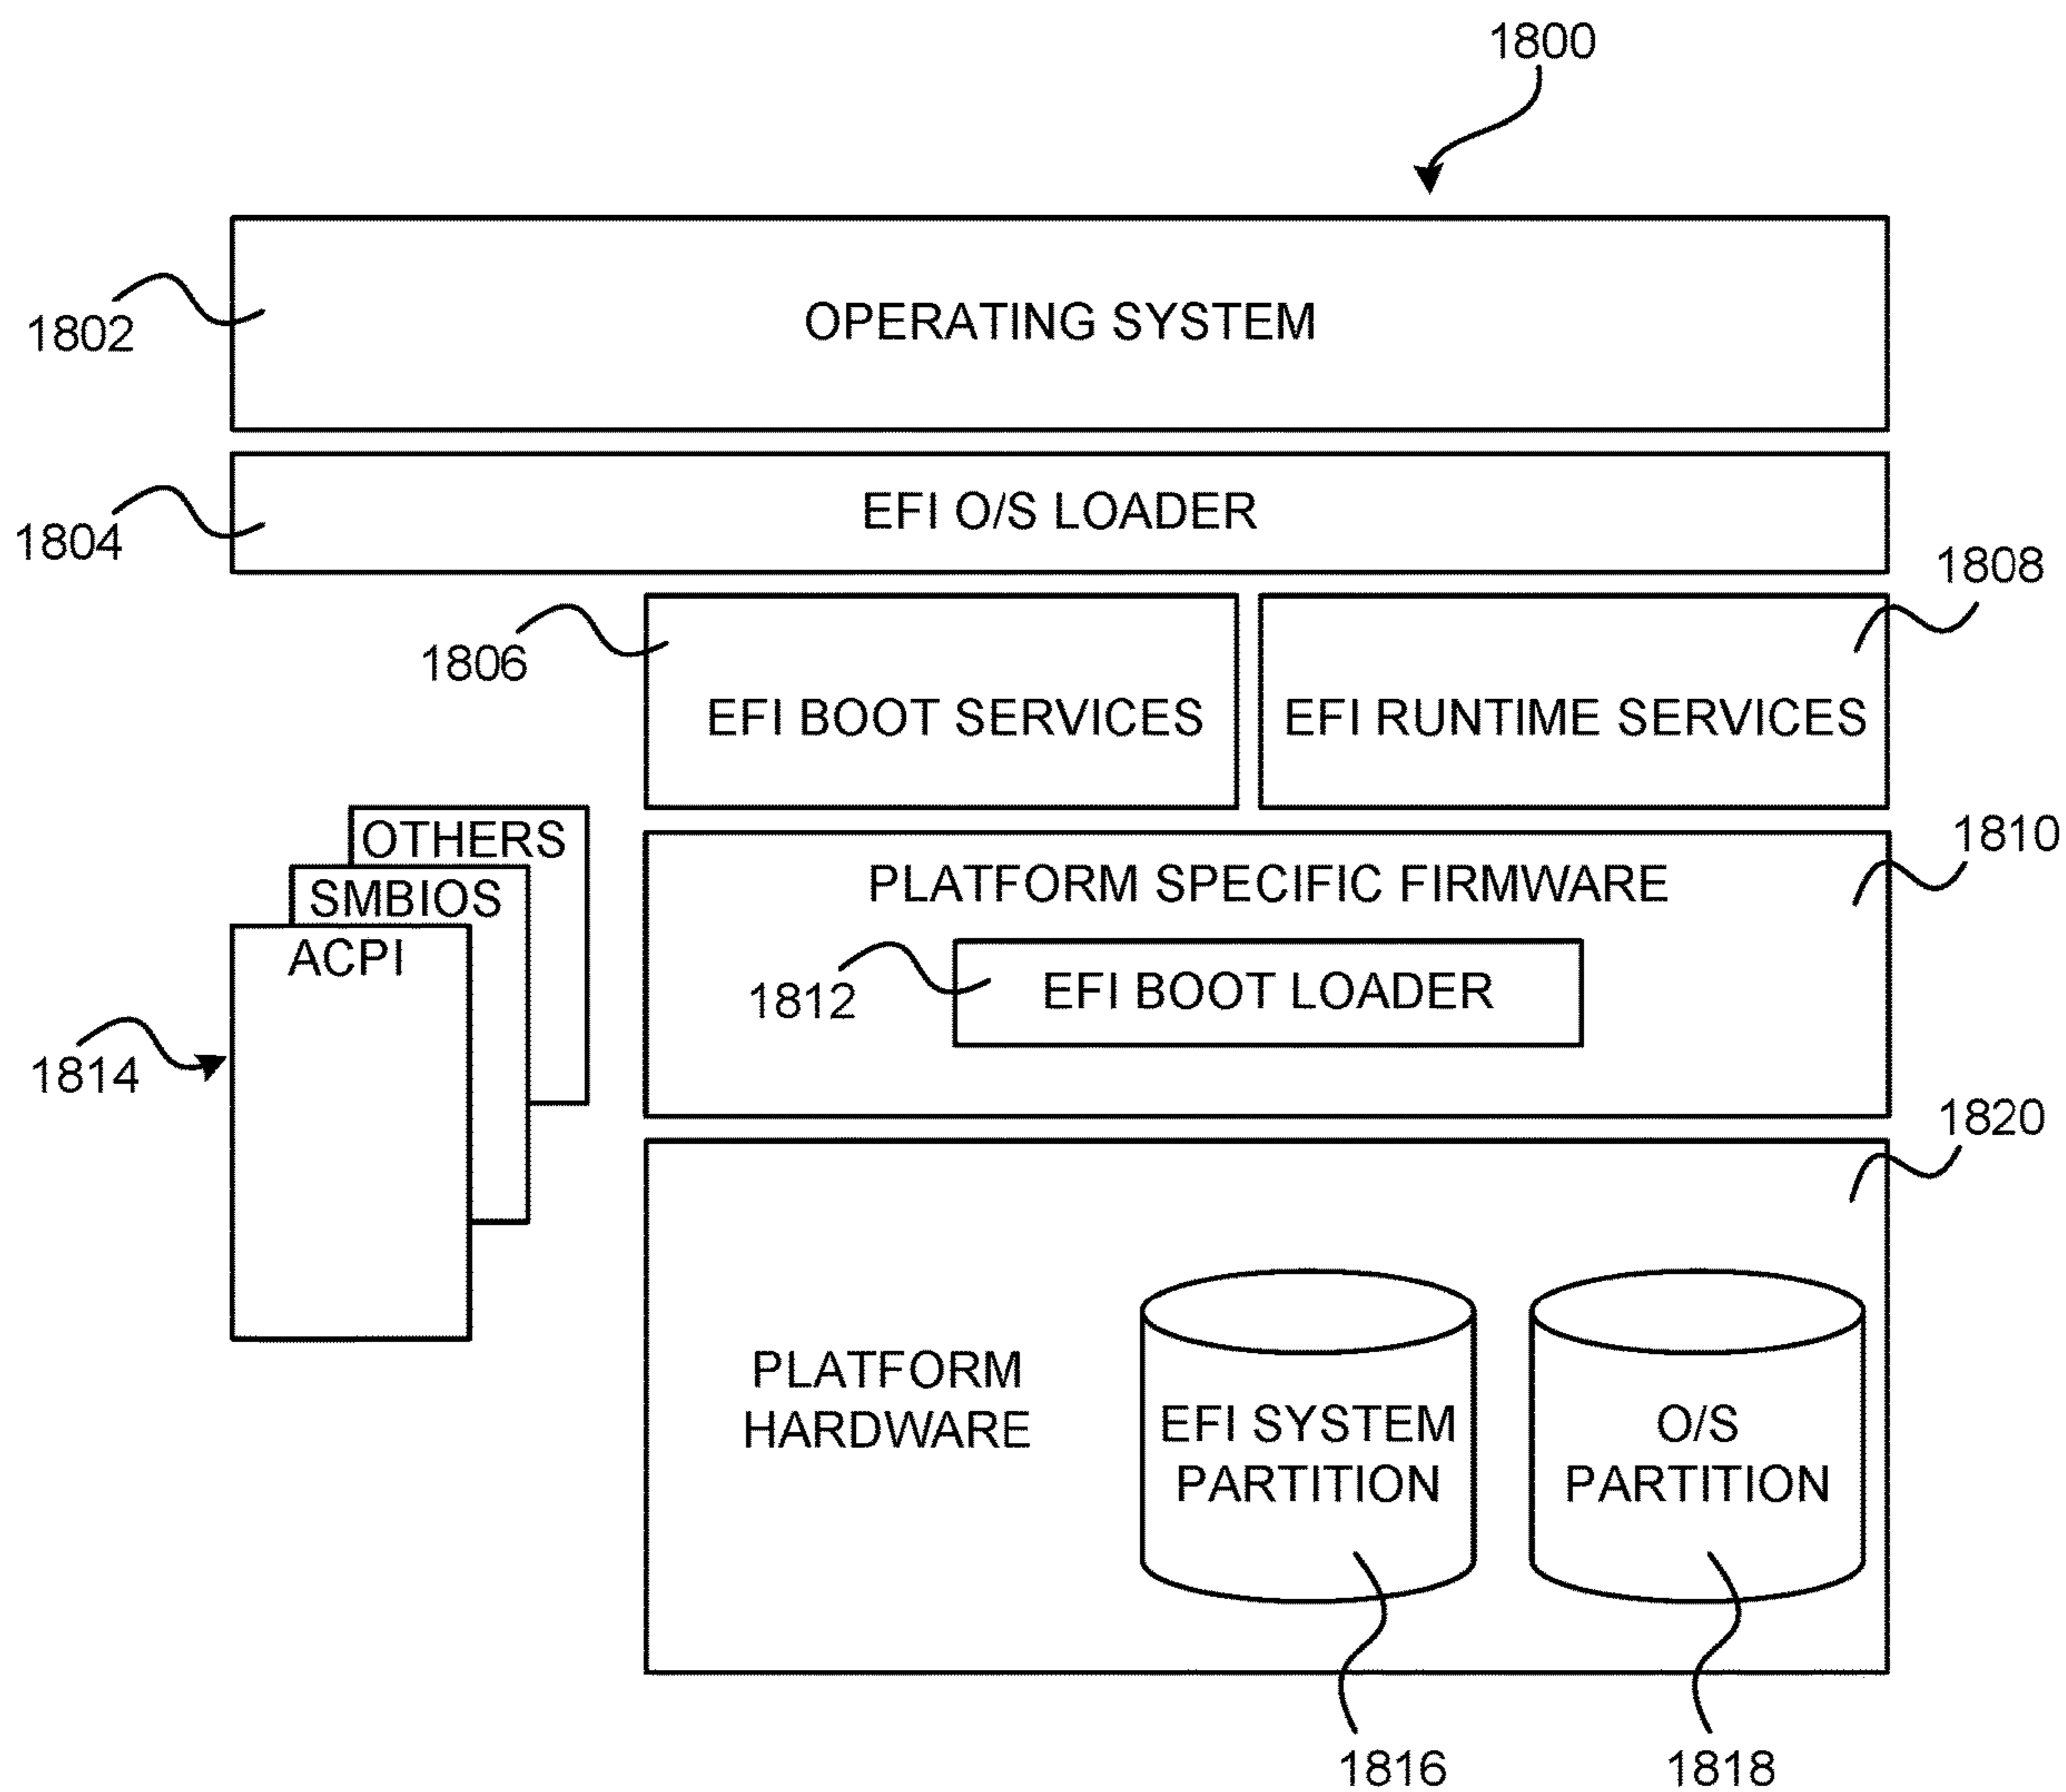 1800
1802
OPERATING SYSTEM
1804
EFI O/S LOADER
1808
1806
EFI BOOT SERVICES
EFI RUNTIME SERVICES
OTHERS
SMBIOS
ACPI
1814
1810
PLATFORM SPECIFIC FIRMWARE
1812
EFI BOOT LOADER
1820
PLATFORM
HARDWARE
EFI SYSTEM
PARTITION
O/S
PARTITION
1816
1818